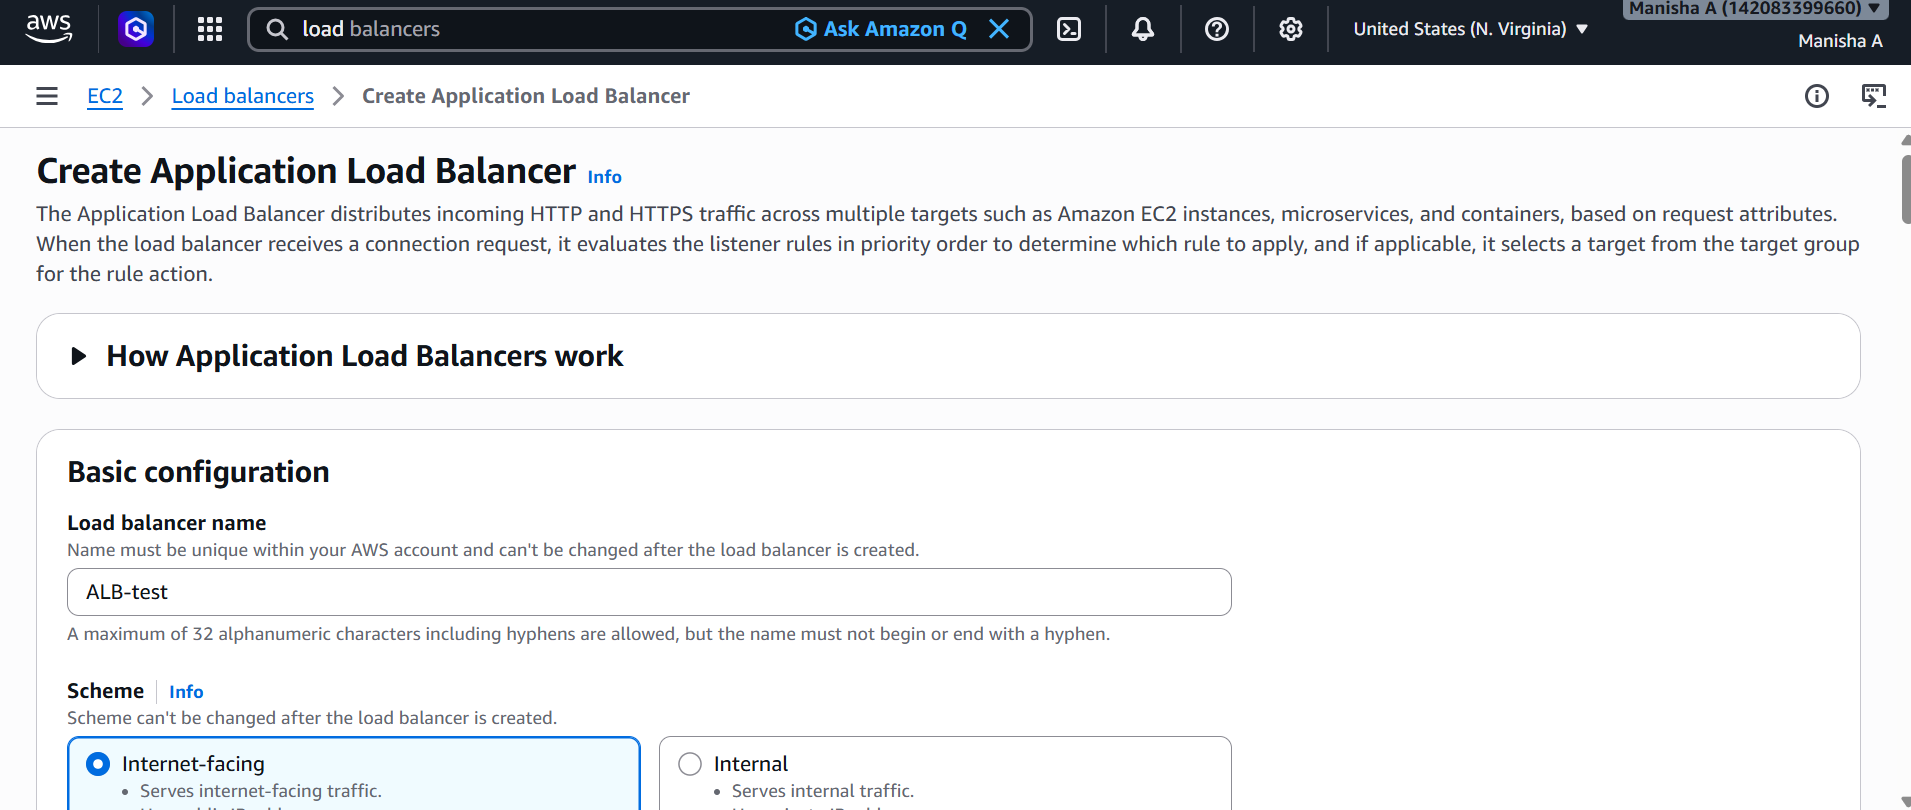 aws
load balancers
Ask Amazon Q
United States (N. Virginia)
Manisha A (142083399660)
Manisha A
EC2
Load balancers
Create Application Load Balancer
Create Application Load Balancer Info
The Application Load Balancer distributes incoming HTTP and HTTPS traffic across multiple targets such as Amazon EC2 instances, microservices, and containers, based on request attributes.
When the load balancer receives a connection request, it evaluates the listener rules in priority order to determine which rule to apply, and if applicable, it selects a target from the target group
for the rule action.
How Application Load Balancers work
Basic configuration
Load balancer name
Name must be unique within your AWS account and can't be changed after the load balancer is created.
ALB-test
A maximum of 32 alphanumeric characters including hyphens are allowed, but the name must not begin or end with a hyphen.
Scheme Info
Scheme can't be changed after the load balancer is created.
Internet-facing
• Serves internet-facing traffic.
Internal
• Serves internal traffic.